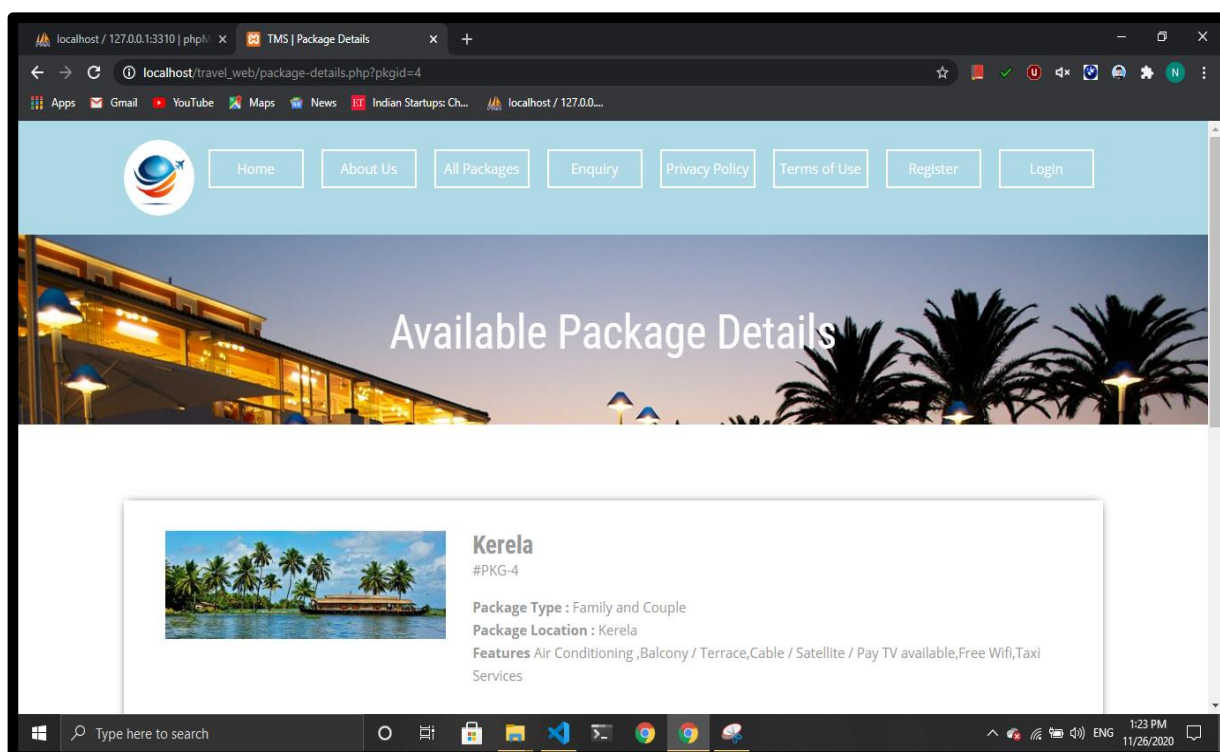 localhost / 127.0.0.1:3310 | phpM
TMS | Package Details
localhost/travel_web/package-details.php?pkgid=4
N
Apps
Gmail
YouTube
Maps
News
ET
Indian Startups: Ch...
localhost / 127.0.0....
Home
About Us
All Packages
Enquiry
Privacy Policy
Terms of Use
Register
Login
Available Package Details
Kerela
#PKG-4
Package Type : Family and Couple
Package Location : Kerela
Features Air Conditioning ,Balcony / Terrace,Cable / Satellite / Pay TV available,Free Wifi,Taxi
Services
Type here to search
ENG
1:23 PM
11/26/2020